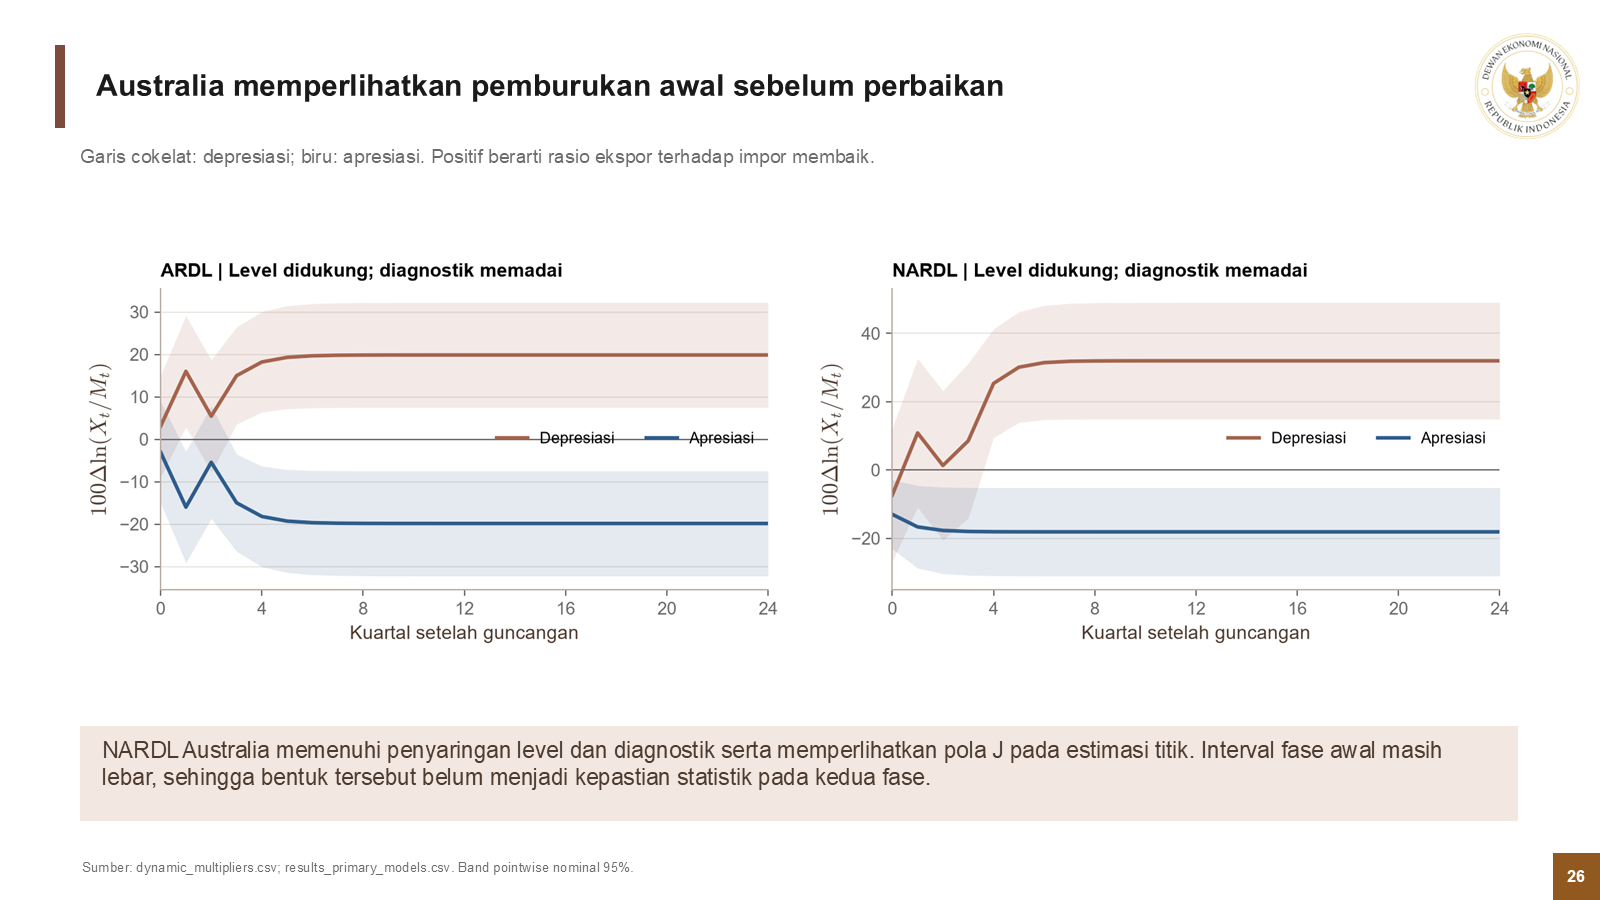 Australia memperlihatkan pemburukan awal sebelum perbaikan
DEWAN EKONOMI NASIONAL
REPUBLIK INDONESIA
Garis cokelat: depresiasi; biru: apresiasi. Positif berarti rasio ekspor terhadap impor membaik.
ARDL | Level didukung; diagnostik memadai
30
20
10
0
−10
−20
−30
100Δln(Xₜ/Mₜ)
Depresiasi
Apresiasi
0 4 8 12 16 20 24
Kuartal setelah guncangan
NARDL | Level didukung; diagnostik memadai
40
20
0
−20
100Δln(Xₜ/Mₜ)
Depresiasi
Apresiasi
0 4 8 12 16 20 24
Kuartal setelah guncangan
NARDL Australia memenuhi penyaringan level dan diagnostik serta memperlihatkan pola J pada estimasi titik. Interval fase awal masih
lebar, sehingga bentuk tersebut belum menjadi kepastian statistik pada kedua fase.
Sumber: dynamic_multipliers.csv; results_primary_models.csv. Band pointwise nominal 95%.
26